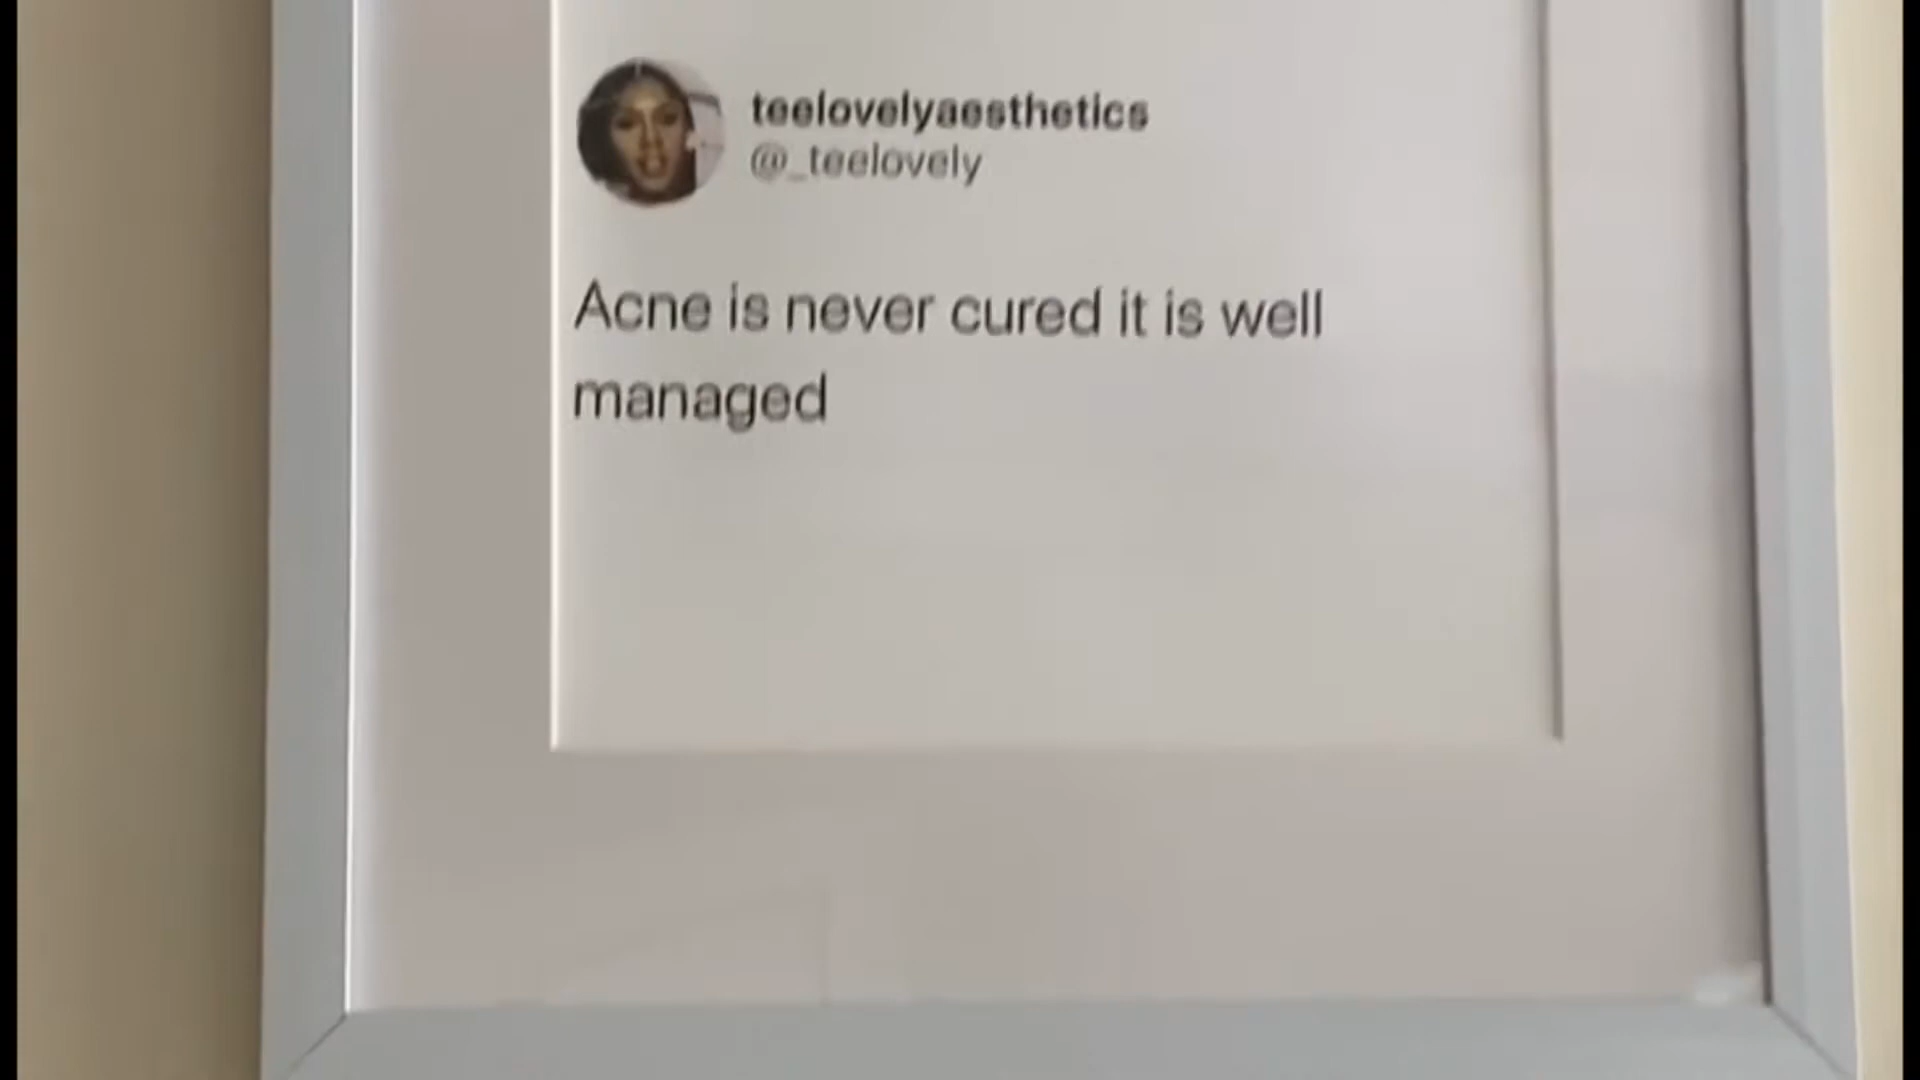 teelovelyaesthetics
@_teelovely
Acne is never cured it is well
managed